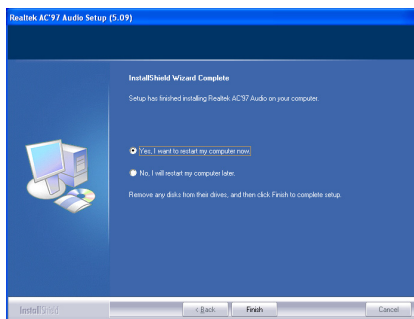 Realtek AC'97 Audio Setup (5.09)
InstallShield Wizard Complete
Setup has finished installing Realtek AC'97 Audio on your computer.
Yes, I want to restart my computer now.
No, I will restart my computer later.
Remove any disks from their drives, and then click Finish to complete setup.
InstallShield
< Back Finish Cancel